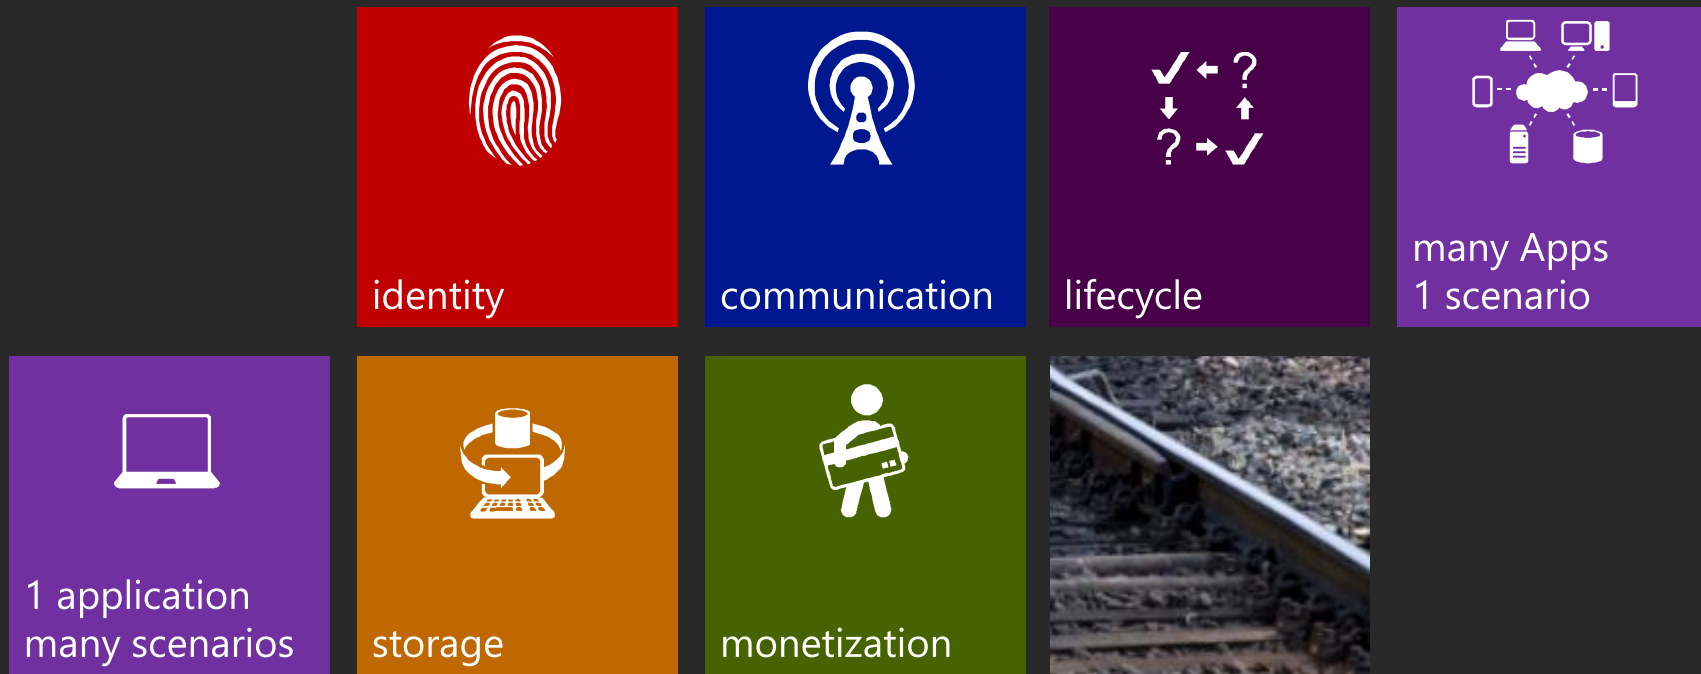 identity
communication
lifecycle
many Apps
1 scenario
1 application
many scenarios
storage
monetization